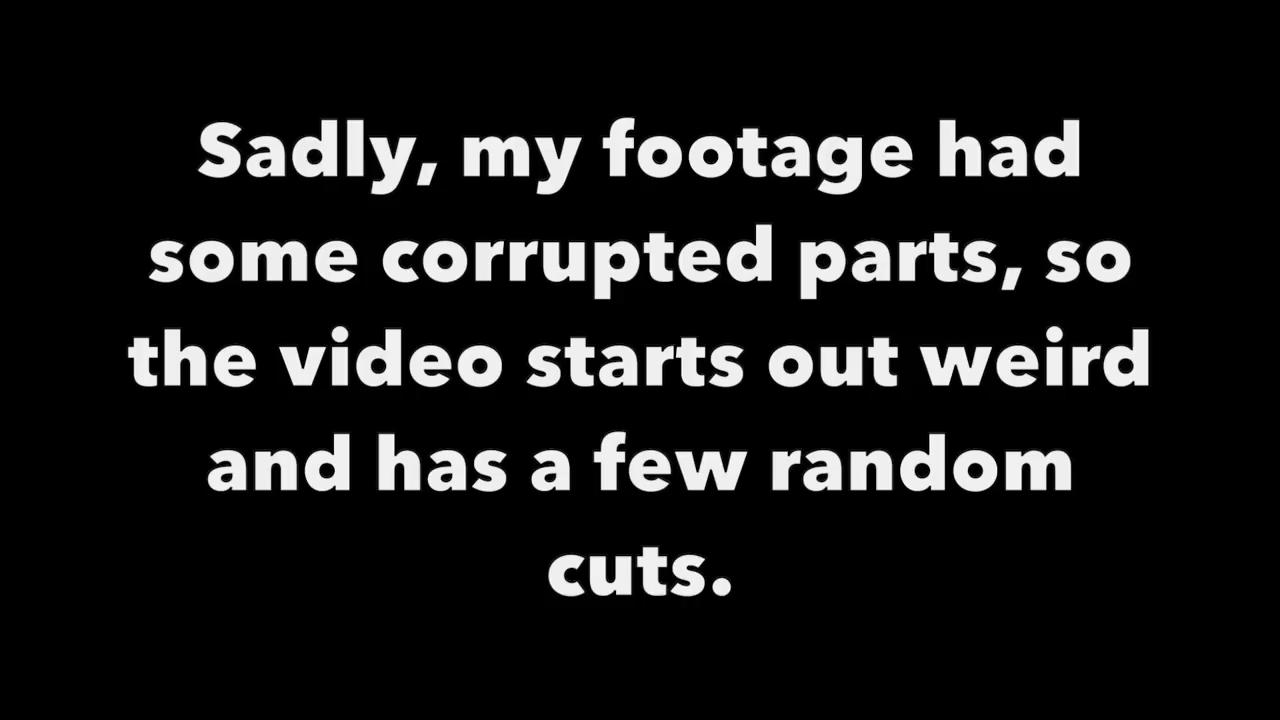 Sadly, my footage had
some corrupted parts, so
the video starts out weird
and has a few random
cuts.